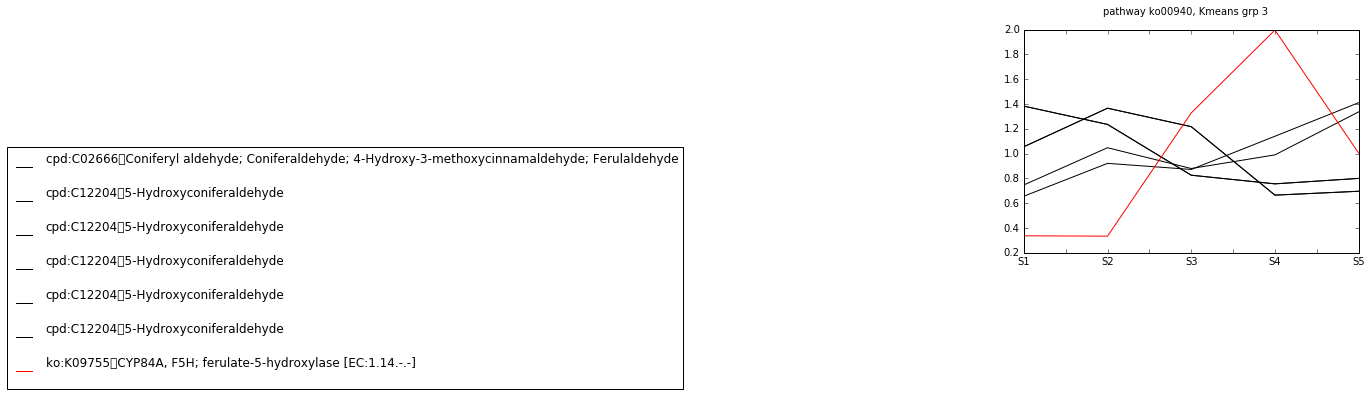 pathway ko00940, Kmeans grp 3
2.0
1.8
1.6
1.4
1.2
1.0
0.8
0.6
0.4
0.2
S1 S2 S3 S4 S5
cpd:C02666▯Coniferyl aldehyde; Coniferaldehyde; 4-Hydroxy-3-methoxycinnamaldehyde; Ferulaldehyde
cpd:C12204▯5-Hydroxyconiferaldehyde
cpd:C12204▯5-Hydroxyconiferaldehyde
cpd:C12204▯5-Hydroxyconiferaldehyde
cpd:C12204▯5-Hydroxyconiferaldehyde
cpd:C12204▯5-Hydroxyconiferaldehyde
ko:K09755▯CYP84A, F5H; ferulate-5-hydroxylase [EC:1.14.-.-]